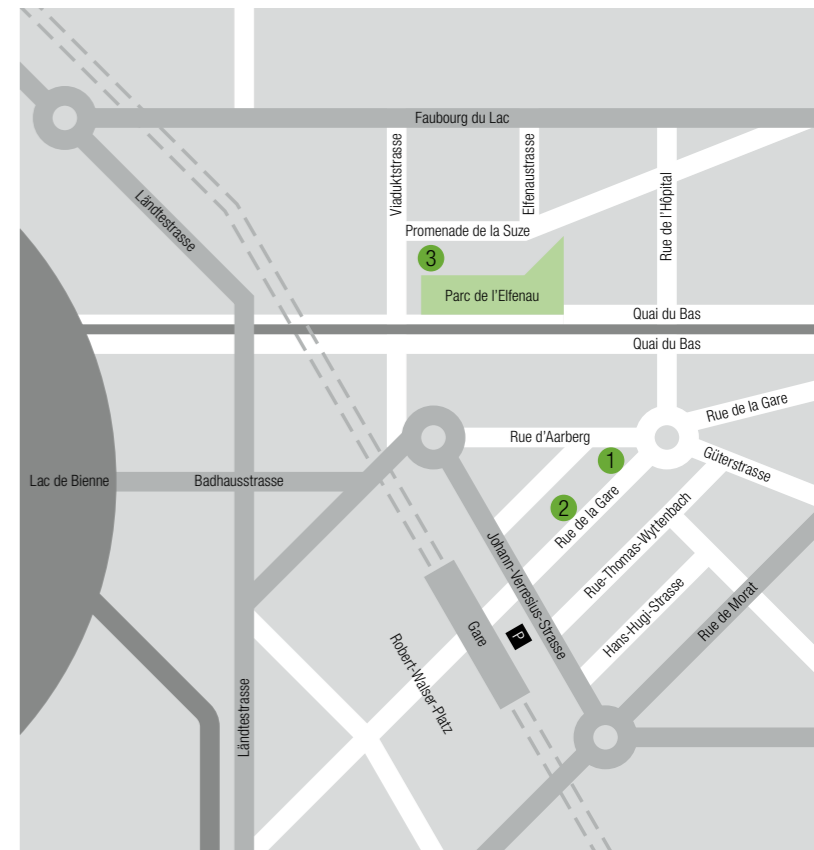 Faubourg du Lac
Viaduktstrasse
Elfenaustrasse
Rue de l'Hôpital
Ländtestrasse
Promenade de la Suze
3
Parc de l'Elfenau
Quai du Bas
Quai du Bas
Rue de la Gare
Rue d'Aarberg
1
Güterstrasse
Lac de Bienne
Badhausstrasse
2
Rue de la Gare
Rue-Thomas-Wyttenbach
Johann-Verresius-Strasse
Hans-Hugi-Strasse
Rue de Morat
P
Gare
Robert-Walser-Platz
Ländtestrasse